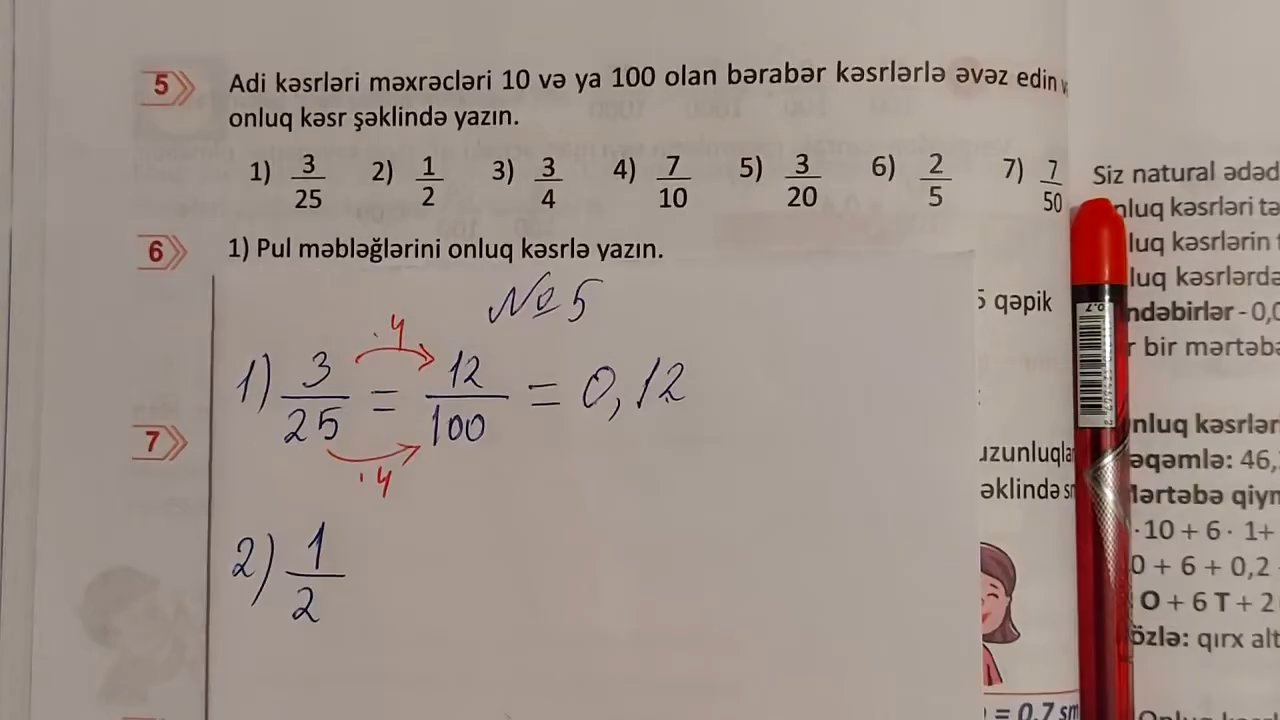 5 Adi kəsrləri məxrəcləri 10 və ya 100 olan bərabər kəsrlərlə əvəz edin
onluq kəsr şəklində yazın.
1) 3/25 2) 1/2 3) 3/4 4) 7/10 5) 3/20 6) 2/5 7) 7/50
6 1) Pul məbləğlərini onluq kəsrlə yazın.
№ 5
·4
1) 3/25 = 12/100 = 0,12
·4
7
2) 1/2
5 qəpik
uzunluqla
əklində
= 0,7 sm
Siz natural ədəd
nluq kəsrləri tə
luq kəsrlərin
luq kəsrlərdə
ndəbirlər - 0,0
r bir mərtəbə
nluq kəsrlər
əqəmlə: 46,
Mərtəbə qiym
·10 + 6 · 1+
0 + 6 + 0,2
O + 6 T + 2
özlə: qırx alt